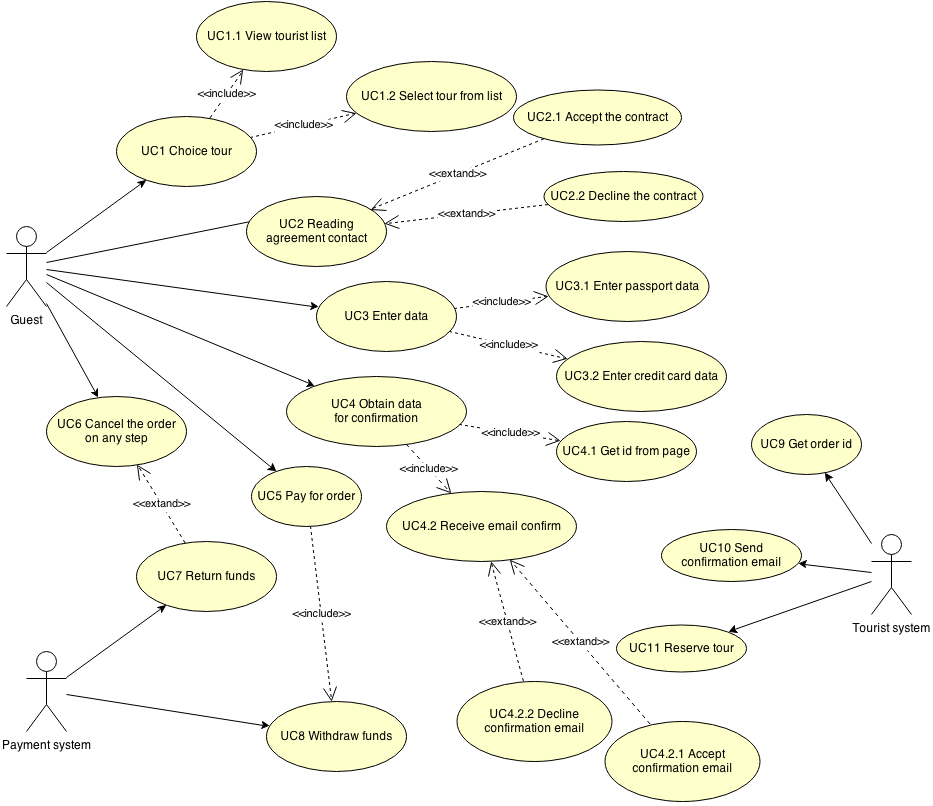 UC1.1 View tourist list
<<include>>
UC1.2 Select tour from list
<<include>>
UC1 Choice tour
UC2.1 Accept the contract
<<extand>>
UC2.2 Decline the contract
<<extand>>
UC2 Reading
agreement contact
Guest
UC3.1 Enter passport data
<<include>>
UC3 Enter data
<<include>>
UC3.2 Enter credit card data
UC4 Obtain data
for confirmation
UC6 Cancel the order
on any step
<<include>>
UC4.1 Get id from page
UC9 Get order id
<<include>>
<<extand>>
UC5 Pay for order
UC4.2 Receive email confirm
UC10 Send
confirmation email
UC7 Return funds
<<include>>
<<extand>>
<<extand>>
UC11 Reserve tour
Tourist system
Payment system
UC8 Withdraw funds
UC4.2.2 Decline
confirmation email
UC4.2.1 Accept
confirmation email